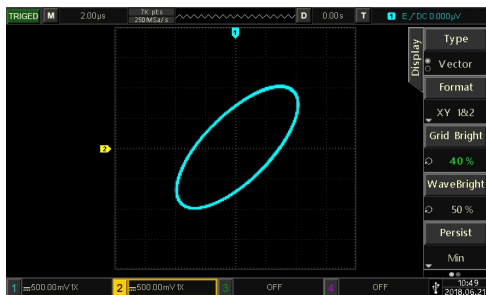 TRIGED M 2.00μs 7K pts D 0.00 s T 1 E / DC 0.000μV
250MSa/s
1
Display
Type
Vector
Format
XY 1&2
Grid Bright
40 %
WaveBright
50 %
Persist
Min
2
1 500.00mV 1X 2 500.00mV 1X 3 OFF 4 OFF
10:49
2018.06.21